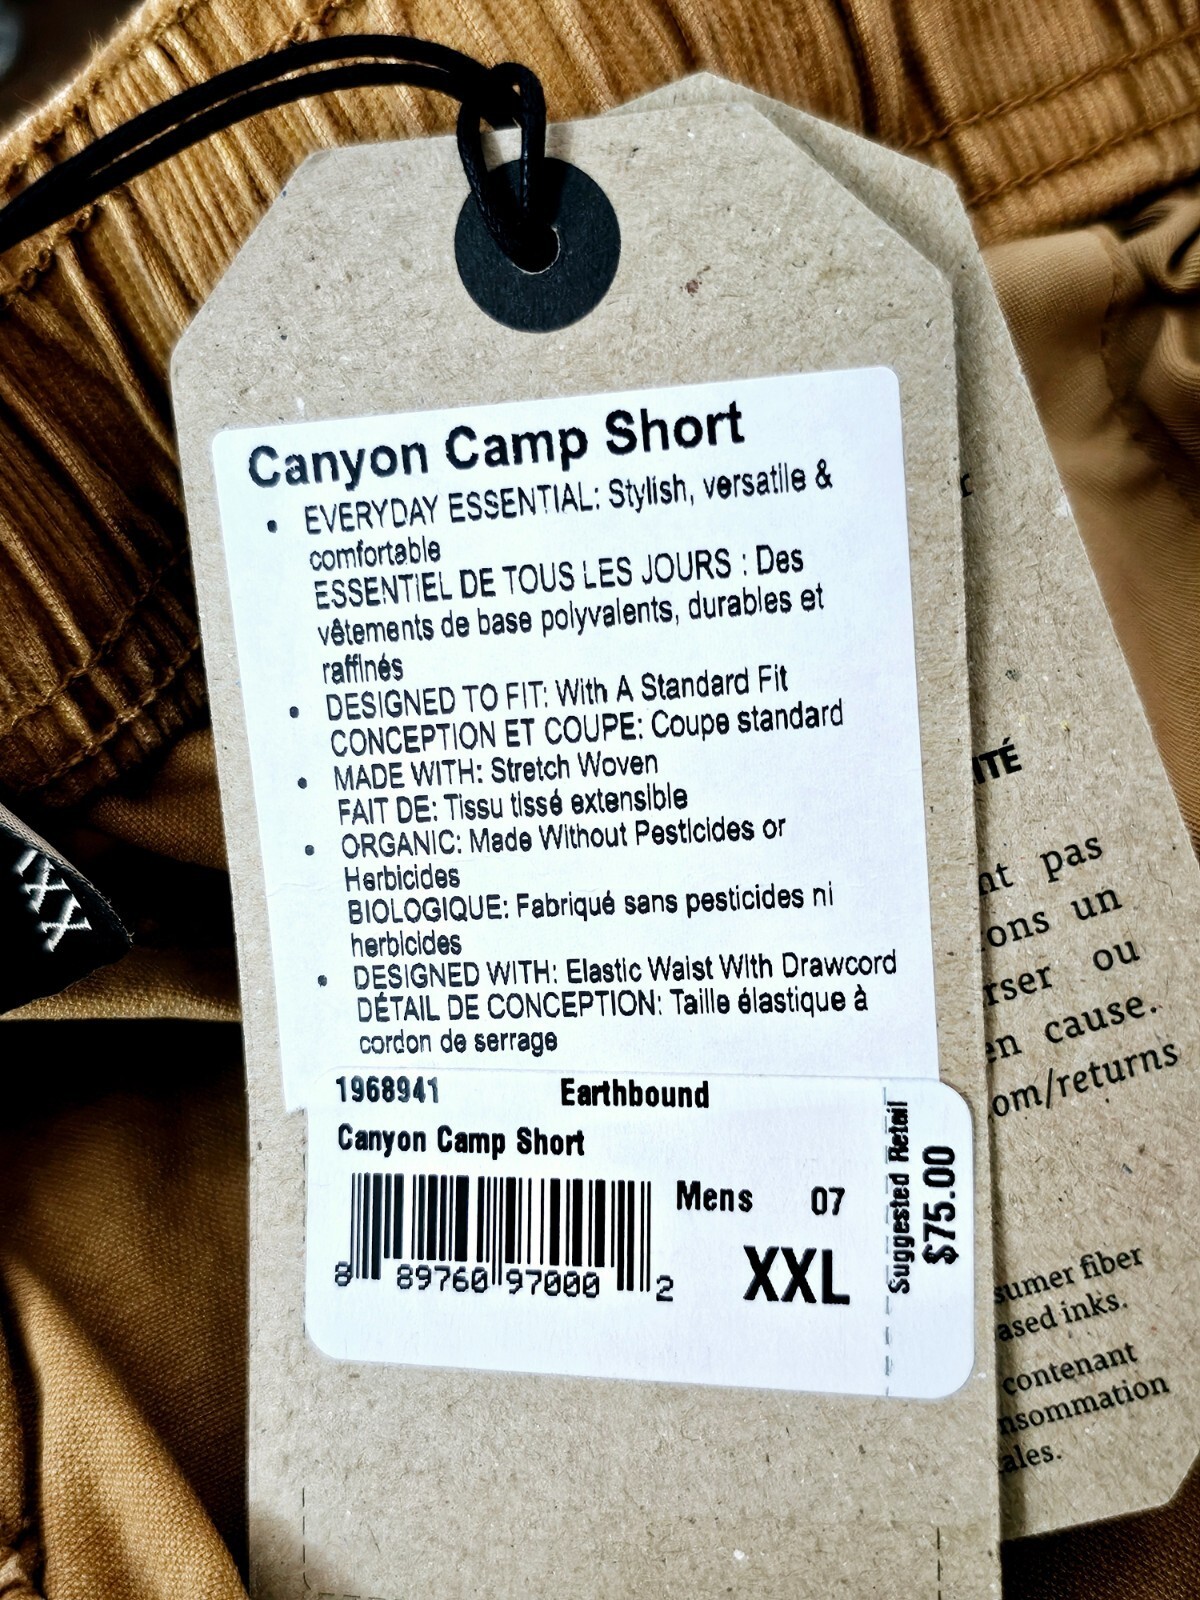 Canyon Camp Short
• EVERYDAY ESSENTIAL: Stylish, versatile &
comfortable
ESSENTIEL DE TOUS LES JOURS : Des
vêtements de base polyvalents, durables et
raffinés
• DESIGNED TO FIT: With A Standard Fit
CONCEPTION ET COUPE: Coupe standard
• MADE WITH: Stretch Woven
FAIT DE: Tissu tissé extensible
• ORGANIC: Made Without Pesticides or
Herbicides
BIOLOGIQUE: Fabriqué sans pesticides ni
herbicides
• DESIGNED WITH: Elastic Waist With Drawcord
DÉTAIL DE CONCEPTION: Taille élastique à
cordon de serrage
1968941 Earthbound
Canyon Camp Short
Mens 07
XXL
8 89760 97000 2
Suggested Retail
$75.00
XXL
ITÉ
nt pas
ons un
rser ou
en cause.
om/returns
sumer fiber
ased inks.
contenant
nsommation
ales.